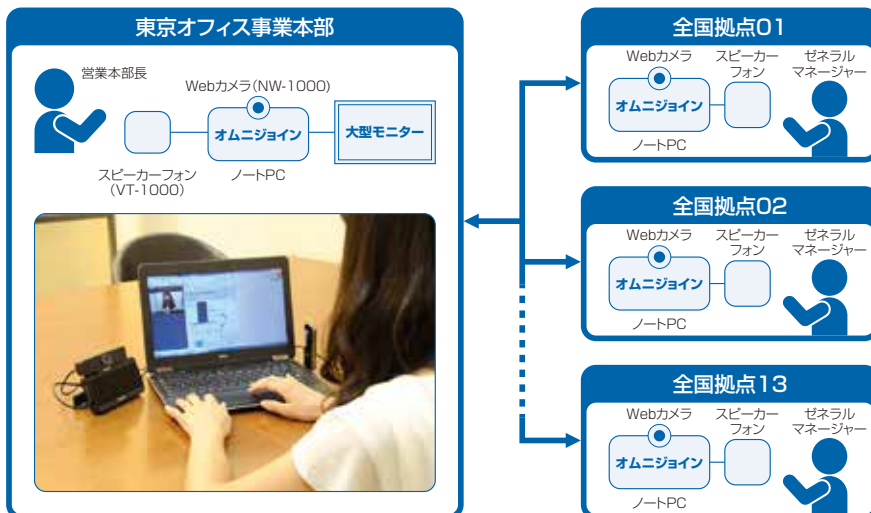 東京オフィス事業本部
営業本部長
Webカメラ(NW-1000)
オムニジョイン
大型モニター
スピーカーフォン
(VT-1000)
ノートPC
全国拠点01
Webカメラ
スピーカー
フォン
ゼネラル
マネージャー
オムニジョイン
ノートPC
全国拠点02
Webカメラ
スピーカー
フォン
ゼネラル
マネージャー
オムニジョイン
ノートPC
全国拠点13
Webカメラ
スピーカー
フォン
ゼネラル
マネージャー
オムニジョイン
ノートPC